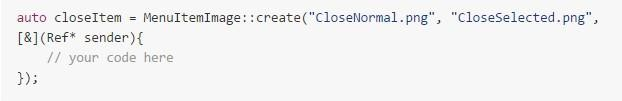 auto closeItem = MenuItemImage::create("CloseNormal.png", "CloseSelected.png",
[&](Ref* sender){
    // your code here
});